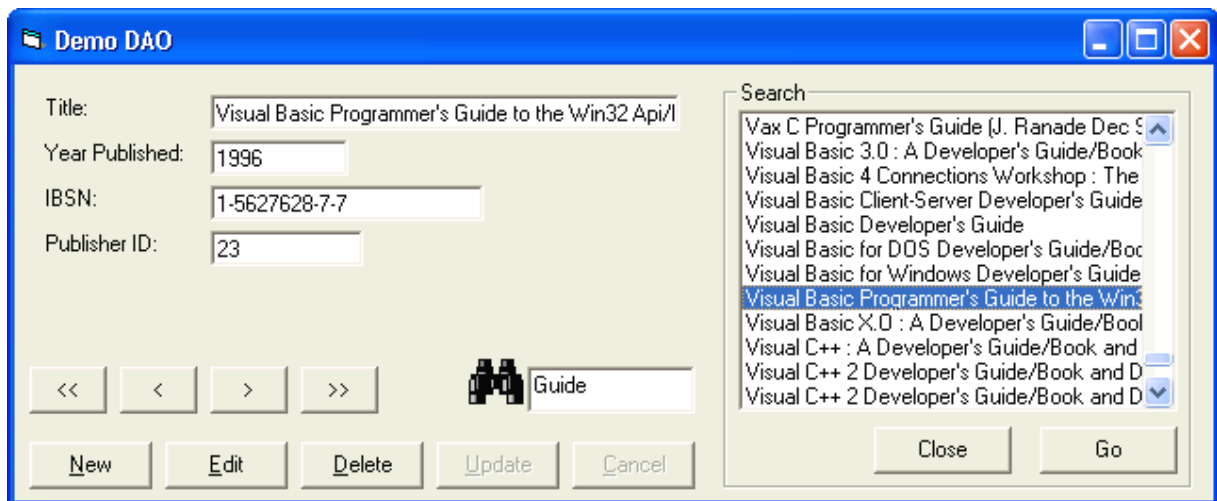 Demo DAO
Title:
Visual Basic Programmer's Guide to the Win32 Api/
Year Published:
1996
IBSN:
1-5627628-7-7
Publisher ID:
23
<<
<
>
>>
Guide
New
Edit
Delete
Update
Cancel
Search
Vax C Programmer's Guide (J. Ranade Dec S
Visual Basic 3.0 : A Developer's Guide/Book
Visual Basic 4 Connections Workshop : The
Visual Basic Client-Server Developer's Guide
Visual Basic Developer's Guide
Visual Basic for DOS Developer's Guide/Boo
Visual Basic for Windows Developer's Guide
Visual Basic Programmer's Guide to the Win3
Visual Basic X.0 : A Developer's Guide/Book
Visual C++ : A Developer's Guide/Book and
Visual C++ 2 Developer's Guide/Book and D
Visual C++ 2 Developer's Guide/Book and D
Close
Go